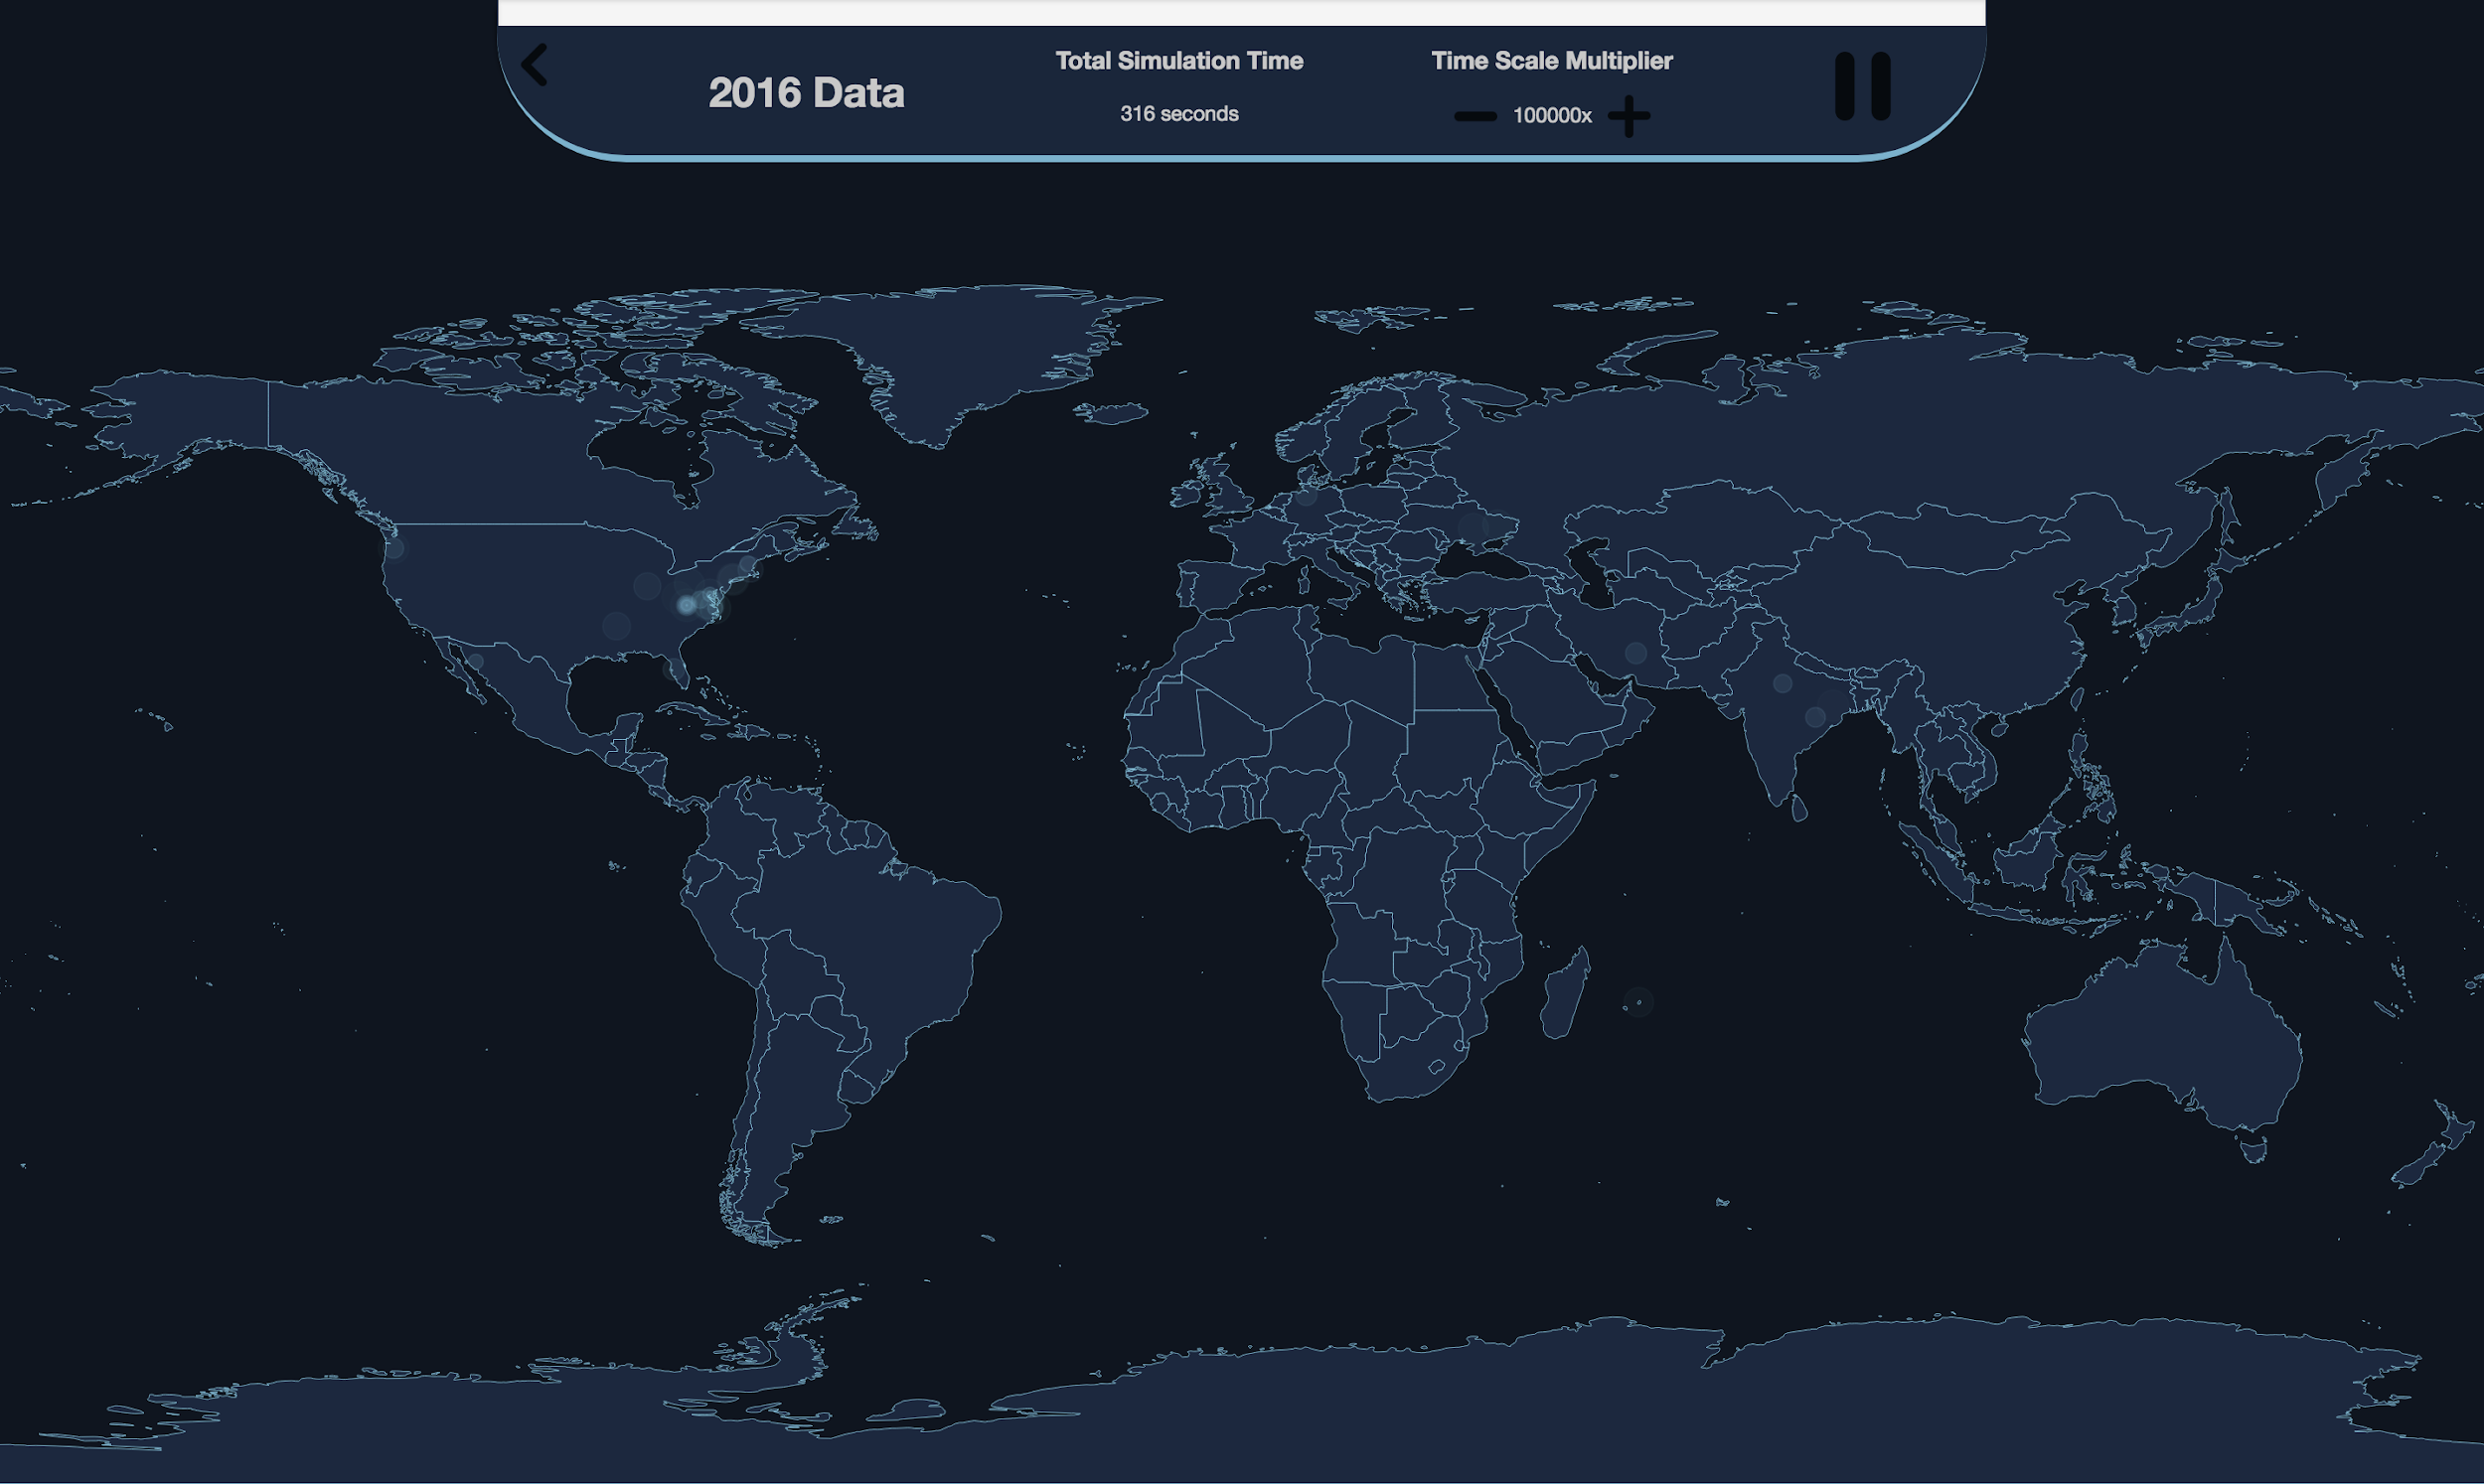 2016 Data
Total Simulation Time
316 seconds
Time Scale Multiplier
100000x